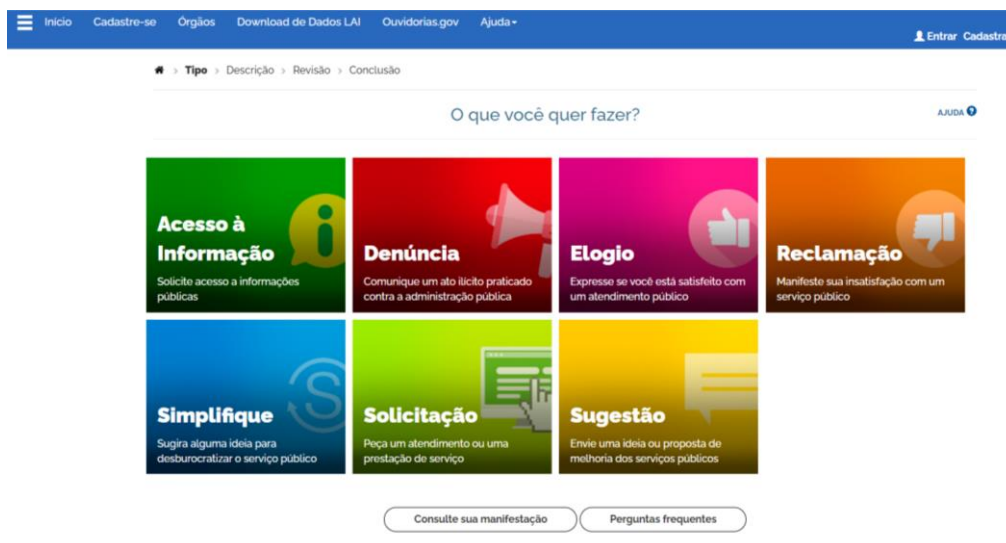 Início Cadastre-se Órgãos Download de Dados LAI Ouvidorias.gov Ajuda
Entrar Cadastra
> Tipo > Descrição > Revisão > Conclusão
O que você quer fazer?
AJUDA
Acesso à
Informação
Solicite acesso a informações
públicas
Denúncia
Comunique um ato ilícito praticado
contra a administração pública
Elogio
Expresse se você está satisfeito com
um atendimento público
Reclamação
Manifeste sua insatisfação com um
serviço público
Simplifique
Sugira alguma ideia para
desburocratizar o serviço público
Solicitação
Peça um atendimento ou uma
prestação de serviço
Sugestão
Envie uma ideia ou proposta de
melhoria dos serviços públicos
Consulte sua manifestação
Perguntas frequentes